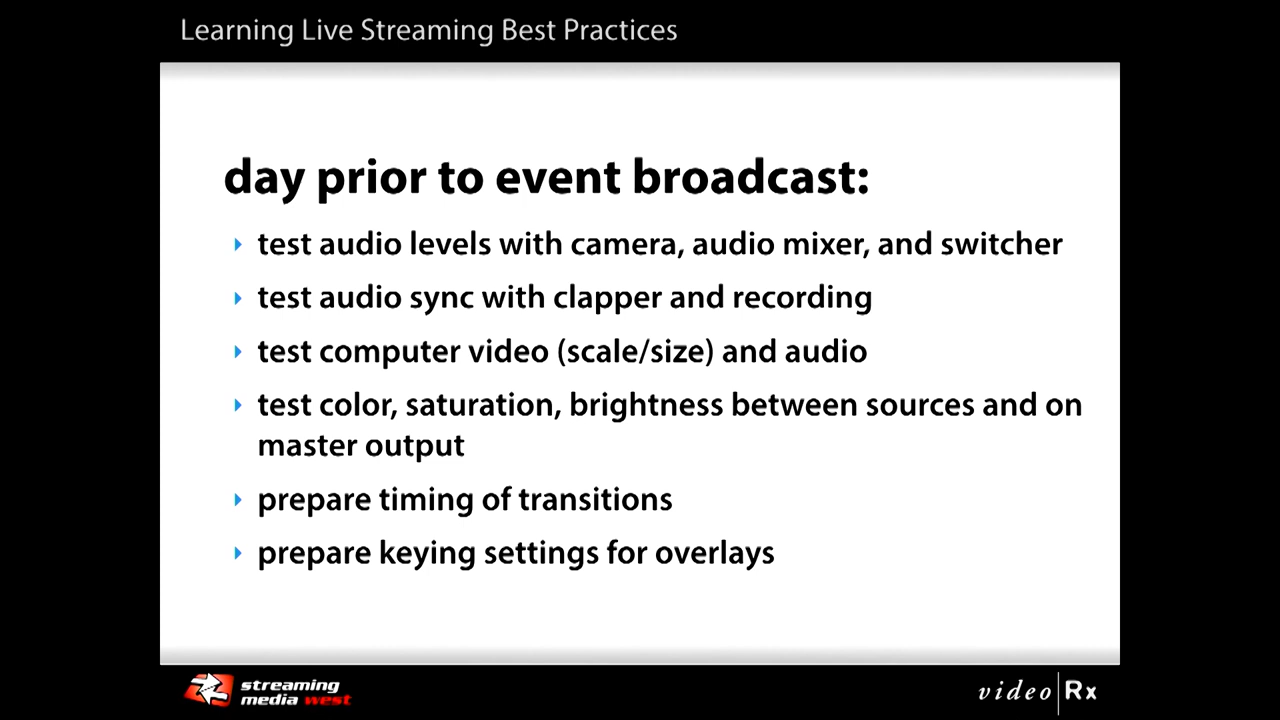 Learning Live Streaming Best Practices
day prior to event broadcast:
test audio levels with camera, audio mixer, and switcher
test audio sync with clapper and recording
test computer video (scale/size) and audio
test color, saturation, brightness between sources and on
master output
prepare timing of transitions
prepare keying settings for overlays
streaming
media west
video Rx